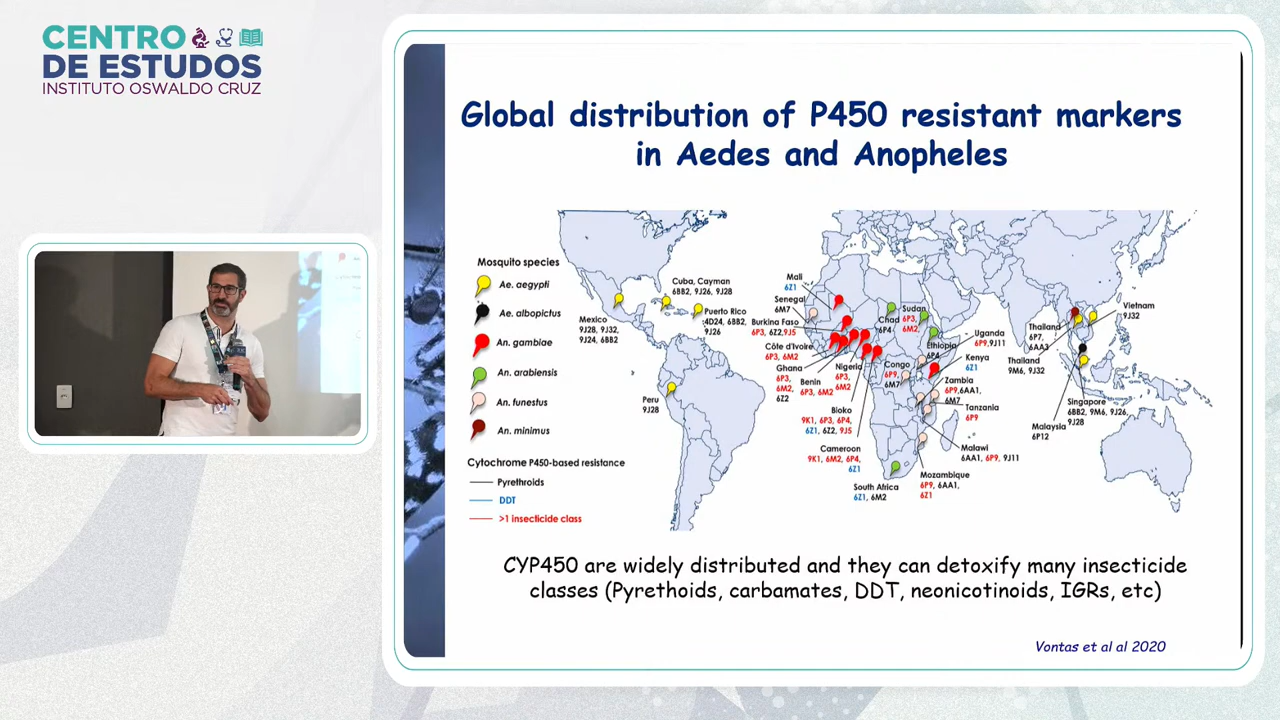 CENTRO
DE ESTUDOS
INSTITUTO OSWALDO CRUZ
Global distribution of P450 resistant markers
in Aedes and Anopheles
Mosquito species
Ae. aegypti
Ae. albopictus
An. gambiae
An. arabiensis
An. funestus
An. minimus
Cytochrome P450-based resistance
Pyrethroids
DDT
>1 insecticide class
Mexico
9J28, 9J32,
9J24, 6BB2
Cuba, Cayman
6BB2, 9J26, 9J28
Puerto Rico
4D24, 6BB2,
9J26
Peru
9J28
Mali
6Z1
Senegal
6M7
Burkina Faso
6P3, 6Z2,9J5
Côte d'Ivoire
6P3, 6M2
Ghana
6P3,
6M2,
6Z2
Benin
6P3, 6M2
Nigeria
6P3,
6M2
Bioko
9K1, 6P3, 6P4,
6Z1, 6Z2, 9J5
Cameroon
9K1, 6M2, 6P4,
6Z1
South Africa
6Z1, 6M2
Chad
6P4
Sudan
6P3,
6M2,
Ethiopia
6P4
Congo
6P9,
6M7
Uganda
6P9,9J11
Kenya
6Z1
Zambia
6P9,6AA1,
6M7
Tanzania
6P9
Malawi
6AA1, 6P9, 9J11
Mozambique
6P9, 6AA1,
6Z1
Thailand
6P7,
6AA3
Thailand
9M6, 9J32
Vietnam
9J32
Singapore
6BB2, 9M6, 9J26,
9J28
Malaysia
6P12
CYP450 are widely distributed and they can detoxify many insecticide
classes (Pyrethoids, carbamates, DDT, neonicotinoids, IGRs, etc)
Vontas et al al 2020